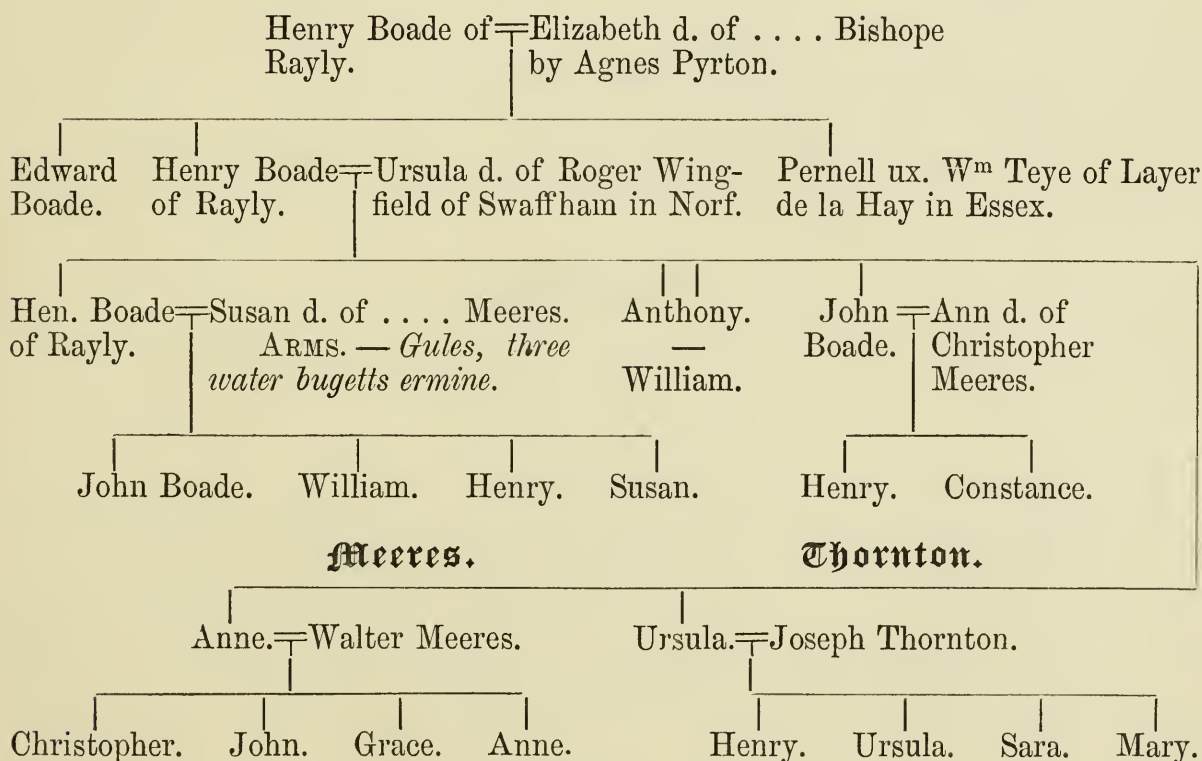 Henry Boade of Elizabeth d. of . . . . Bishope
Rayly. by Agnes Pyrton.
Edward Henry Boade Ursula d. of Roger Wing- Pernell ux. Wᵐ Teye of Layer
Boade. of Rayly. field of Swaffham in Norf. de la Hay in Essex.
Hen. Boade Susan d. of . . . . Meeres. Anthony. John Ann d. of
of Rayly. ARMS. — Gules, three — Boade. Christopher
water bugetts ermine. William. Meeres.
John Boade. William. Henry. Susan. Henry. Constance.
Meeres. Thornton.
Anne. Walter Meeres. Ursula. Joseph Thornton.
Christopher. John. Grace. Anne. Henry. Ursula. Sara. Mary.